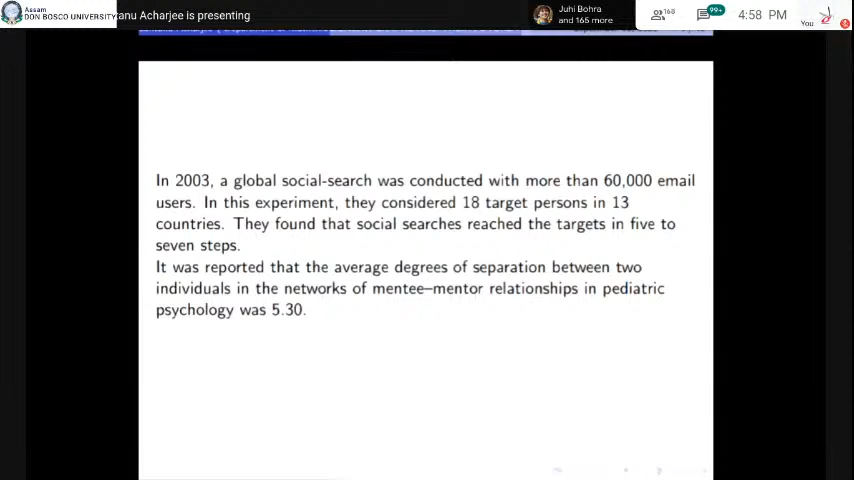 Assam
DON BOSCO UNIVERSITY
tanu Acharjee is presenting
Juhi Bohra
and 165 more
168
99+
4:58 PM
You
In 2003, a global social-search was conducted with more than 60,000 email
users. In this experiment, they considered 18 target persons in 13
countries. They found that social searches reached the targets in five to
seven steps.
It was reported that the average degrees of separation between two
individuals in the networks of mentee–mentor relationships in pediatric
psychology was 5.30.